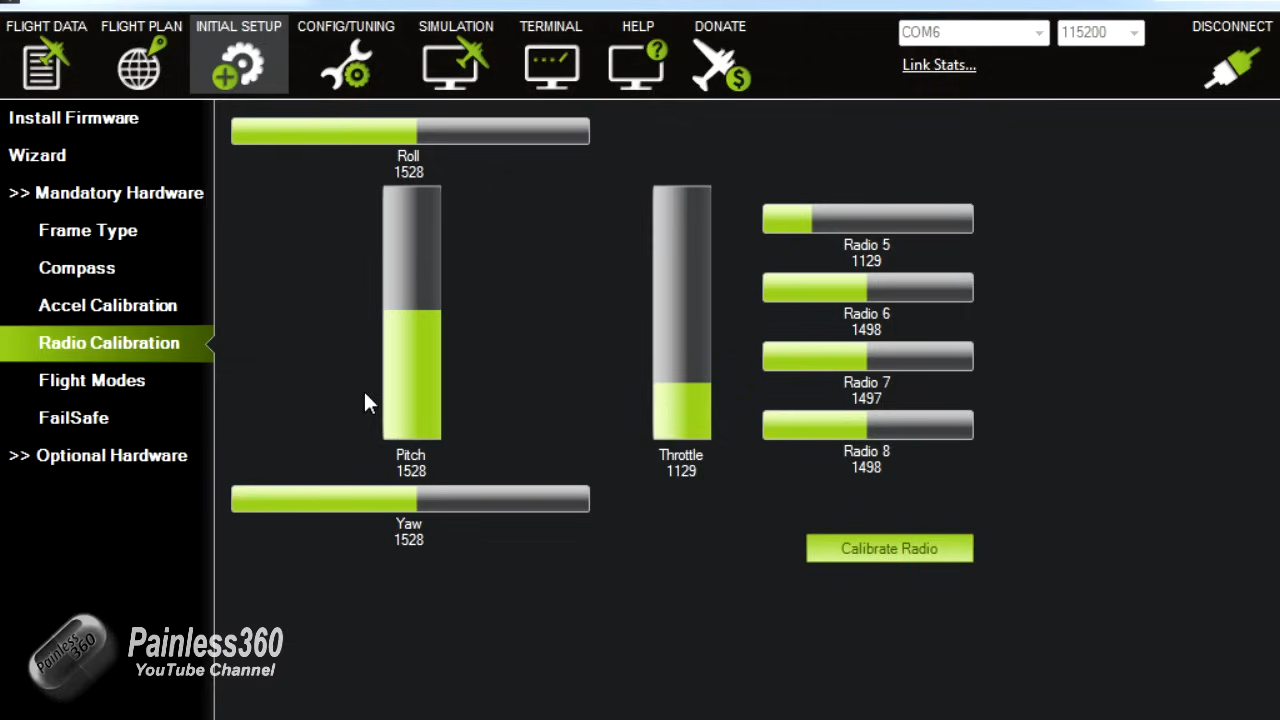 FLIGHT DATA FLIGHT PLAN INITIAL SETUP CONFIG/TUNING SIMULATION TERMINAL HELP DONATE COM6 115200 DISCONNECT
Link Stats...
Install Firmware
Wizard
>> Mandatory Hardware
Frame Type
Compass
Accel Calibration
Radio Calibration
Flight Modes
FailSafe
>> Optional Hardware
Roll
1528
Pitch
1528
Throttle
1129
Radio 5
1129
Radio 6
1498
Radio 7
1497
Radio 8
1498
Yaw
1528
Calibrate Radio
Painless360
Painless360
YouTube Channel